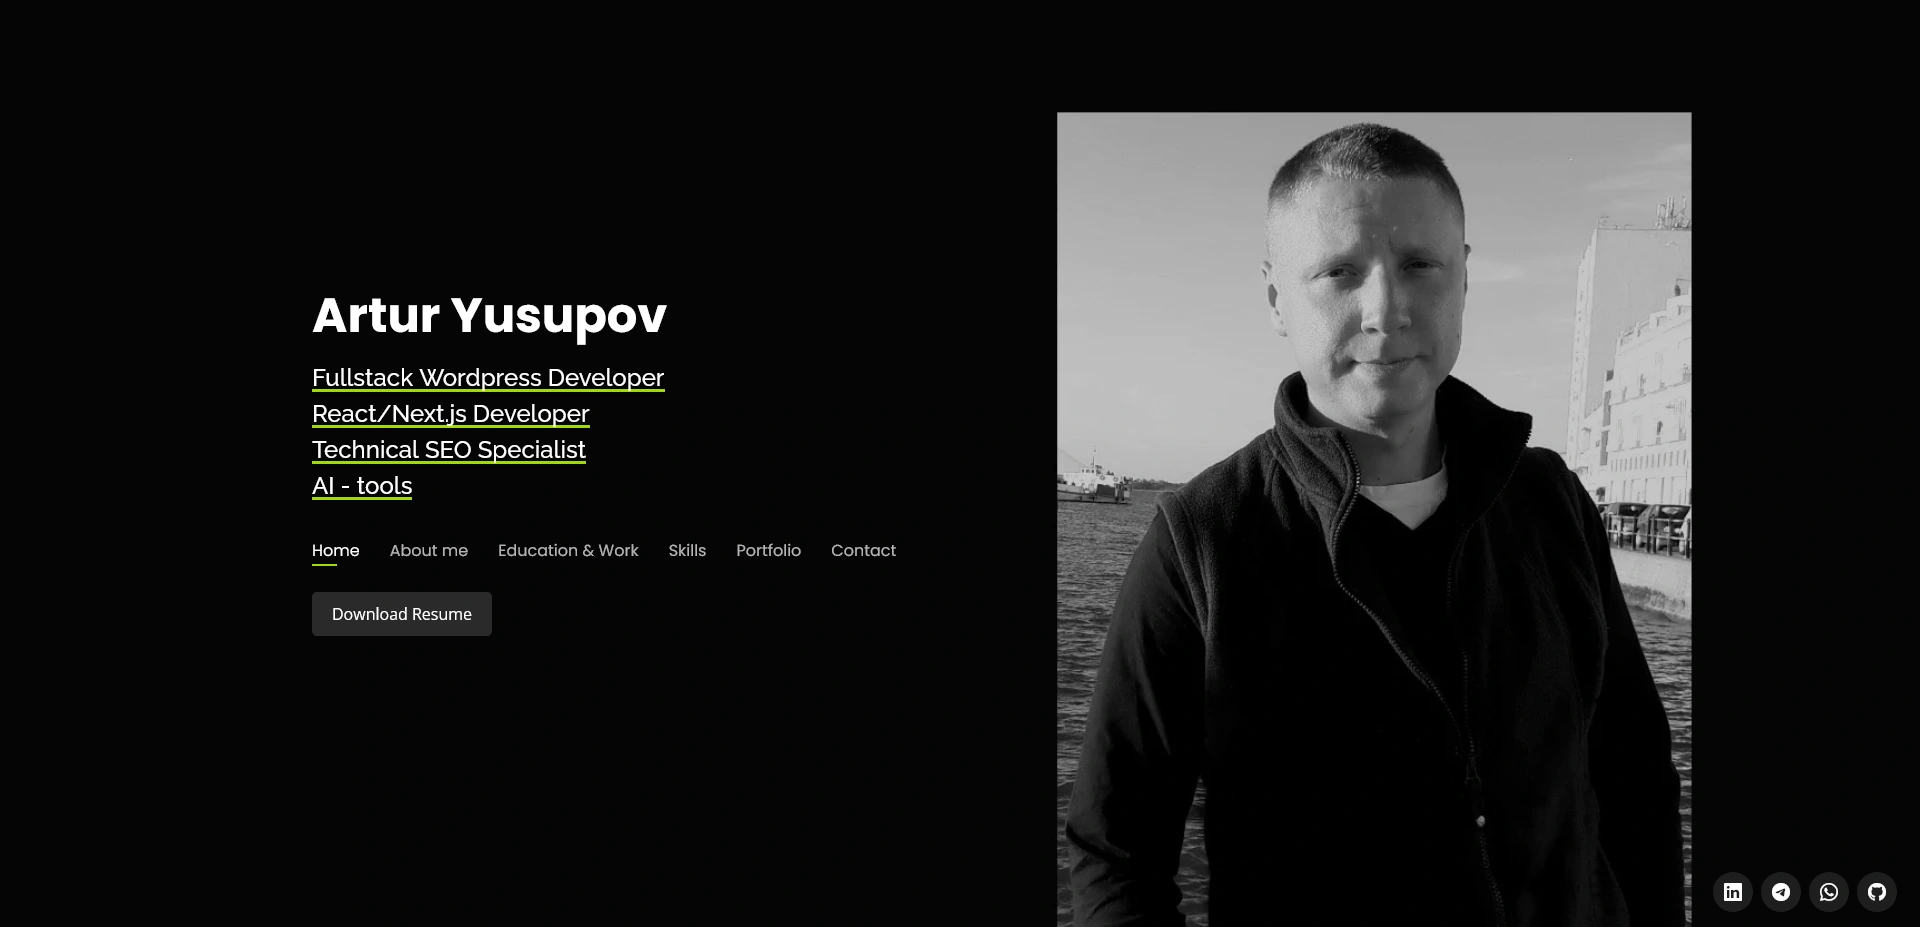 Artur Yusupov
Fullstack Wordpress Developer
React/Next.js Developer
Technical SEO Specialist
AI - tools
Home About me Education & Work Skills Portfolio Contact
Download Resume
in